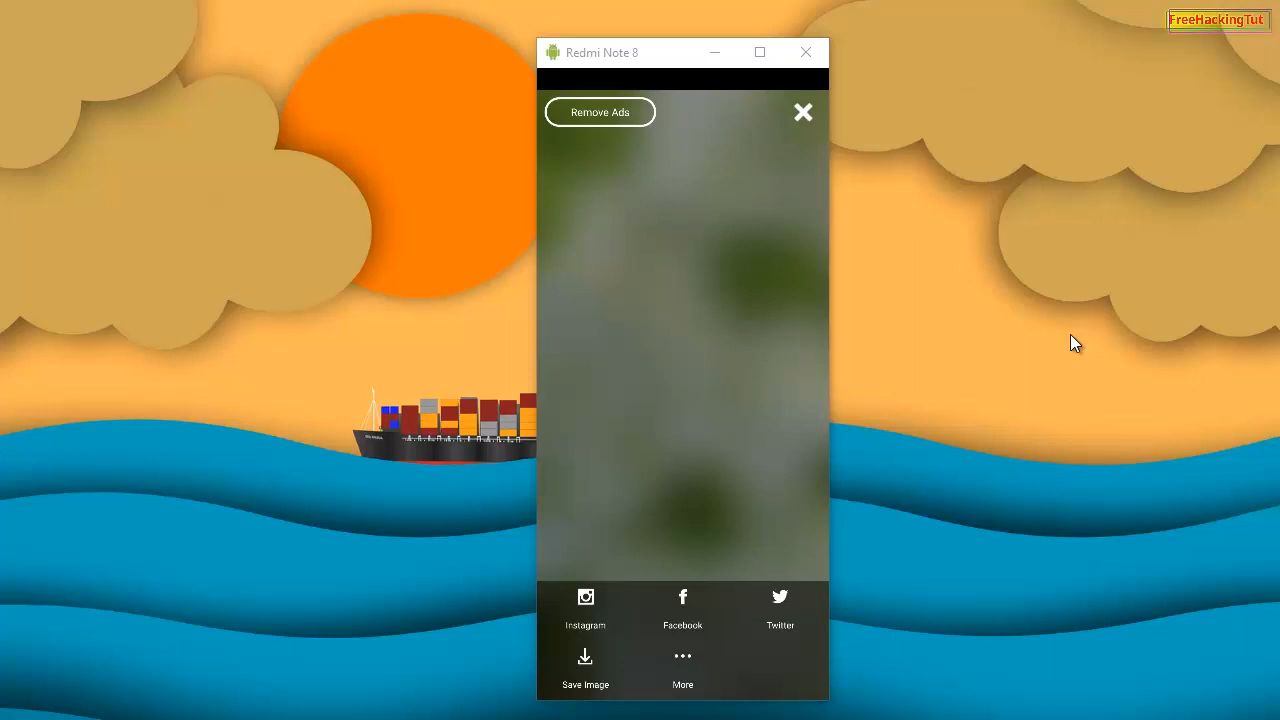 FreeHackingTut
Redmi Note 8
Remove Ads
Instagram
Facebook
Twitter
Save Image
More